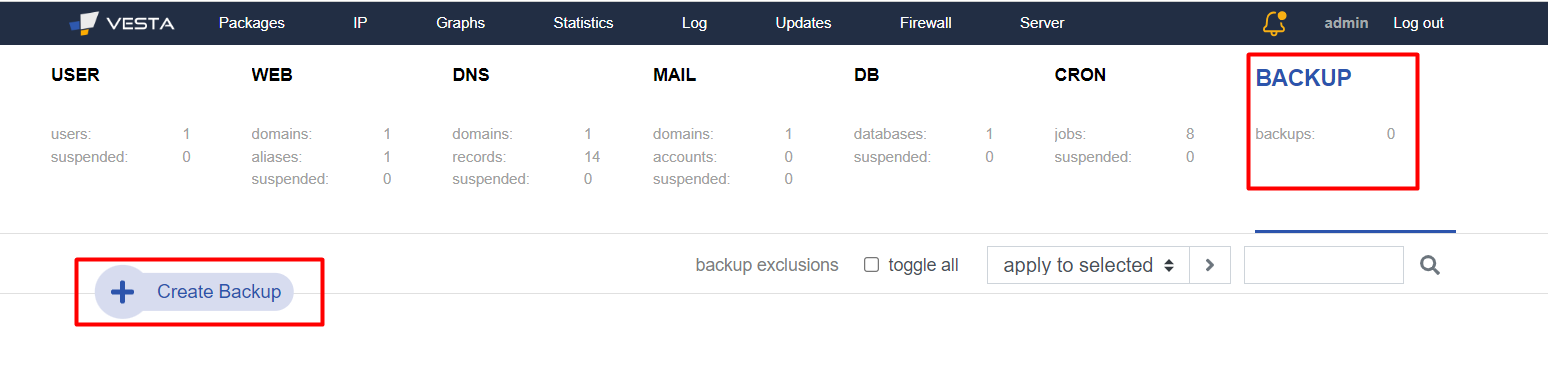 VESTA Packages IP Graphs Statistics Log Updates Firewall Server admin Log out
USER WEB DNS MAIL DB CRON BACKUP
users: 1 domains: 1 domains: 1 domains: 1 databases: 1 jobs: 8 backups: 0
suspended: 0 aliases: 1 records: 14 accounts: 0 suspended: 0 suspended: 0
suspended: 0 suspended: 0 suspended: 0
backup exclusions toggle all apply to selected
Create Backup